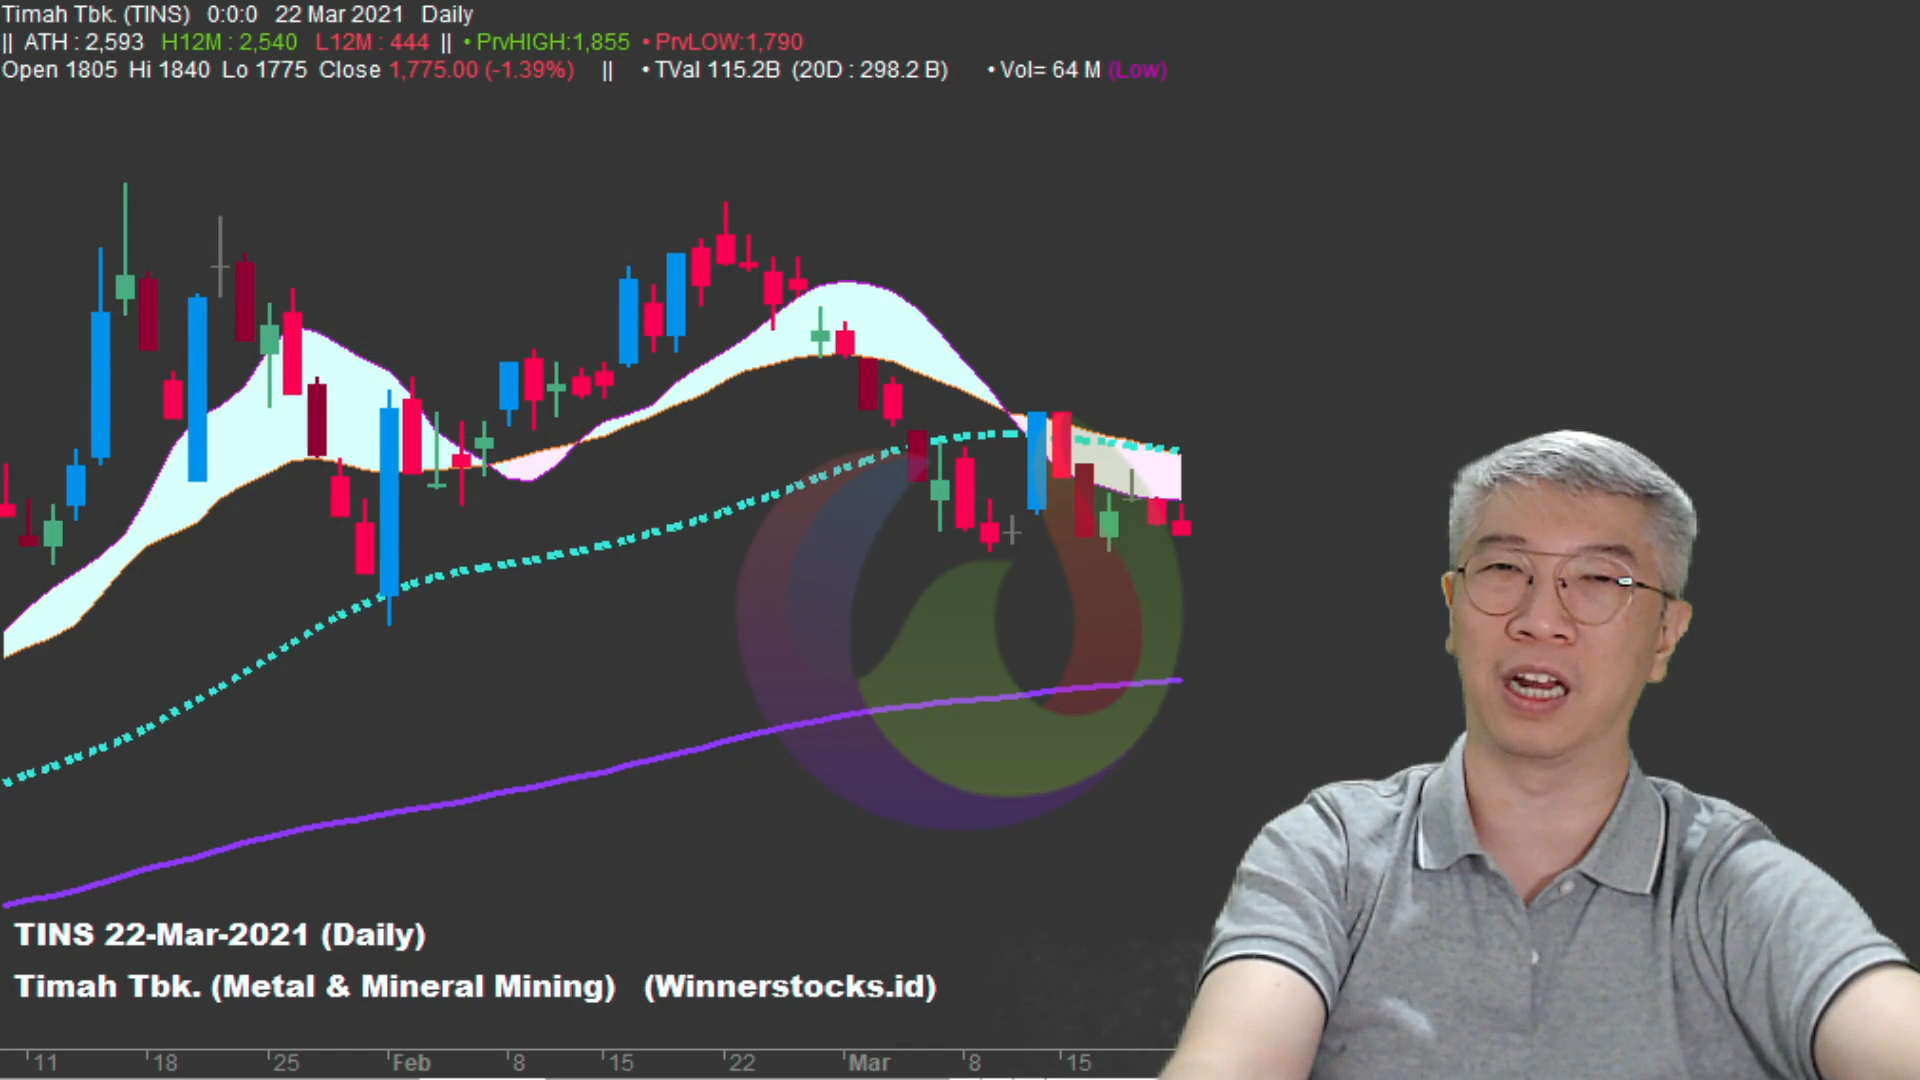 Timah Tbk. (TINS) 0:0:0 22 Mar 2021 Daily
|| ATH : 2,593 H12M : 2,540 L12M : 444 || • PrvHIGH:1,855 • PrvLOW:1,790
Open 1805 Hi 1840 Lo 1775 Close 1,775.00 (-1.39%) || • TVal 115.2B (20D : 298.2 B) • Vol= 64 M (Low)
TINS 22-Mar-2021 (Daily)
Timah Tbk. (Metal & Mineral Mining) (Winnerstocks.id)
11 18 25 Feb 8 15 22 Mar 8 15